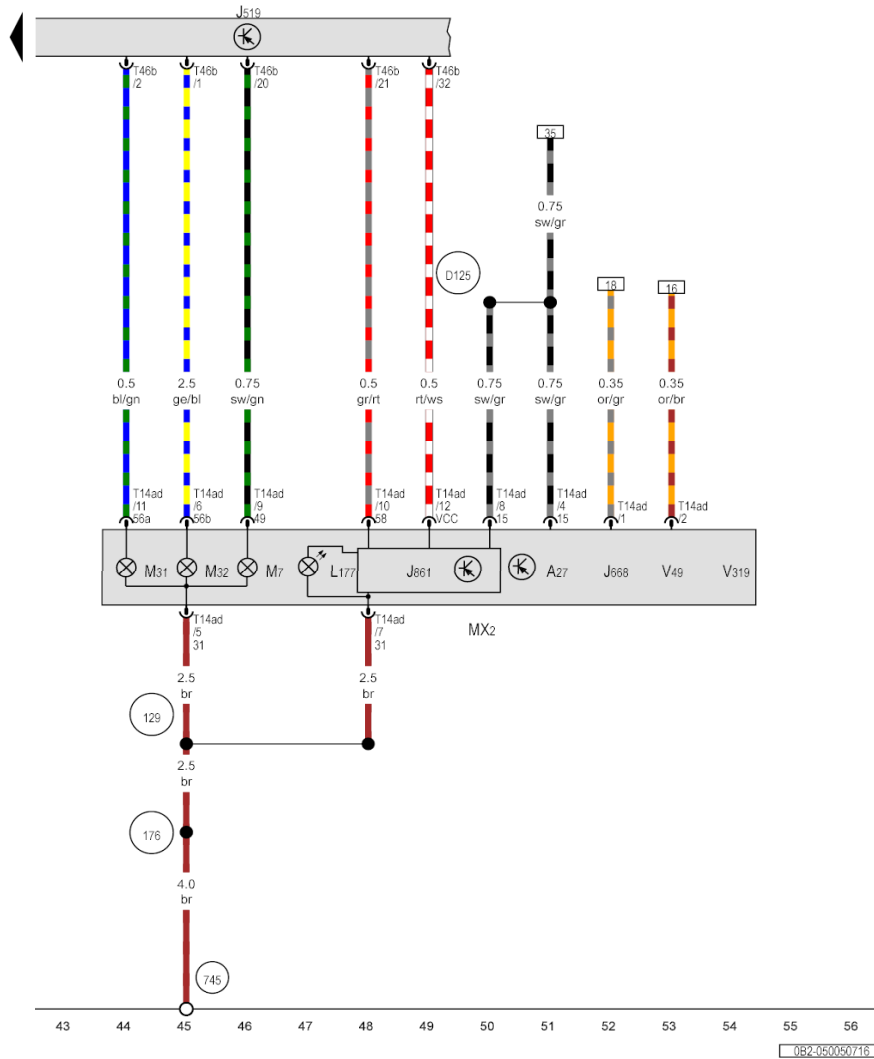 J519
T46b T46b T46b T46b T46b
/2 /1 /20 /21 /32
35
0.75
sw/gr
D125
18 16
0.5 2.5 0.75 0.5 0.5 0.75 0.75 0.35 0.35
bl/gn ge/bl sw/gn gr/rt rt/ws sw/gr sw/gr or/gr or/br
T14ad T14ad T14ad T14ad T14ad T14ad T14ad T14ad T14ad
/11 /6 /9 /10 /12 /8 /4 /1 /2
56a 56b 49 58 VCC 15 15
M31 M32 M7 L177 J861 A27 J668 V49 V319
T14ad T14ad
/5 /7
31 31
MX2
2.5 2.5
br br
129
2.5
br
176
4.0
br
745
43 44 45 46 47 48 49 50 51 52 53 54 55 56
0B2-050050716